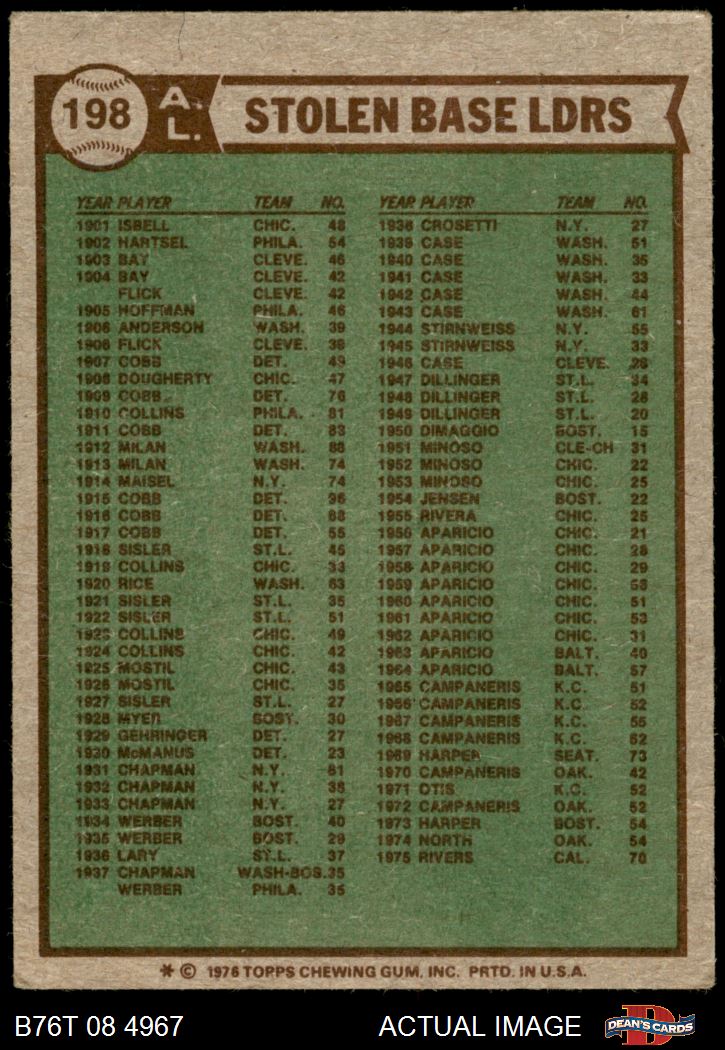 198
A.
L.
STOLEN BASE LDRS
YEAR PLAYER TEAM NO.
1901 ISBELL CHIC. 48
1902 HARTSEL PHILA. 54
1903 BAY CLEVE. 46
1904 BAY CLEVE. 42
FLICK CLEVE. 42
1905 HOFFMAN PHILA. 46
1906 ANDERSON WASH. 39
1906 FLICK CLEVE. 39
1907 COBB DET. 49
1908 DOUGHERTY CHIC. 47
1909 COBB DET. 76
1910 COLLINS PHILA. 81
1911 COBB DET. 83
1912 MILAN WASH. 88
1913 MILAN WASH. 74
1914 MAISEL N.Y. 74
1915 COBB DET. 96
1916 COBB DET. 68
1917 COBB DET. 55
1918 SISLER ST.L. 45
1919 COLLINS CHIC. 33
1920 RICE WASH. 63
1921 SISLER ST.L. 35
1922 SISLER ST.L. 51
1923 COLLINS CHIC. 49
1924 COLLINS CHIC. 42
1925 MOSTIL CHIC. 43
1926 MOSTIL CHIC. 35
1927 SISLER ST.L. 27
1928 MYER BOST. 30
1929 GEHRINGER DET. 27
1930 McMANUS DET. 23
1931 CHAPMAN N.Y. 61
1932 CHAPMAN N.Y. 38
1933 CHAPMAN N.Y. 27
1934 WERBER BOST. 40
1935 WERBER BOST. 29
1936 LARY ST.L. 37
1937 CHAPMAN WASH-BOS.35
WERBER PHILA. 35
YEAR PLAYER TEAM NO.
1938 CROSETTI N.Y. 27
1939 CASE WASH. 51
1940 CASE WASH. 35
1941 CASE WASH. 33
1942 CASE WASH. 44
1943 CASE WASH. 61
1944 STIRNWEISS N.Y. 55
1945 STIRNWEISS N.Y. 33
1946 CASE CLEVE. 28
1947 DILLINGER ST.L. 34
1948 DILLINGER ST.L. 28
1949 DILLINGER ST.L. 20
1950 DIMAGGIO BOST. 15
1951 MINOSO CLE-CH 31
1952 MINOSO CHIC. 22
1953 MINOSO CHIC. 25
1954 JENSEN BOST. 22
1955 RIVERA CHIC. 25
1956 APARICIO CHIC. 21
1957 APARICIO CHIC. 28
1958 APARICIO CHIC. 29
1959 APARICIO CHIC. 56
1960 APARICIO CHIC. 51
1961 APARICIO CHIC. 53
1962 APARICIO CHIC. 31
1963 APARICIO BALT. 40
1964 APARICIO BALT. 57
1965 CAMPANERIS K.C. 51
1966 CAMPANERIS K.C. 52
1967 CAMPANERIS K.C. 55
1968 CAMPANERIS K.C. 62
1969 HARPER SEAT. 73
1970 CAMPANERIS OAK. 42
1971 OTIS K.C. 52
1972 CAMPANERIS OAK. 52
1973 HARPER BOST. 54
1974 NORTH OAK. 54
1975 RIVERS CAL. 70
* © 1976 TOPPS CHEWING GUM, INC. PRTD. IN U.S.A.
B76T 08 4967 ACTUAL IMAGE
DEAN'S CARDS